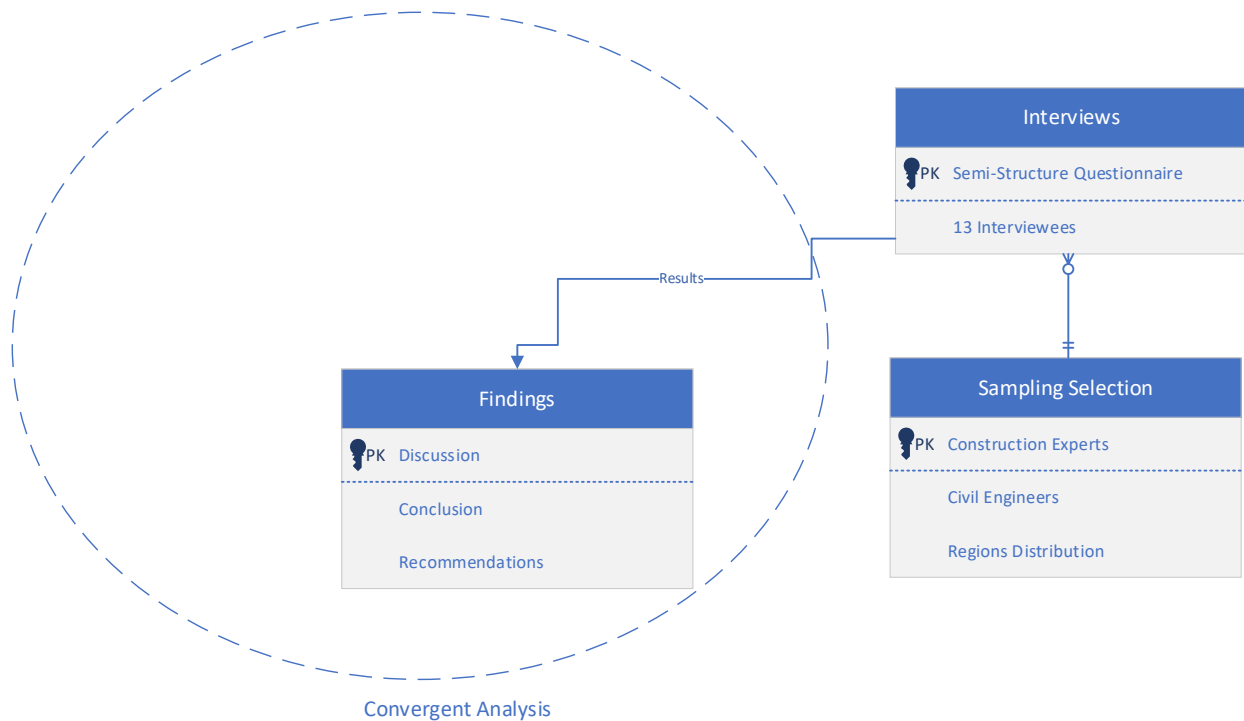 Interviews
PK Semi-Structure Questionnaire
13 Interviewees
Results
Findings
PK Discussion
Conclusion
Recommendations
Sampling Selection
PK Construction Experts
Civil Engineers
Regions Distribution
Convergent Analysis